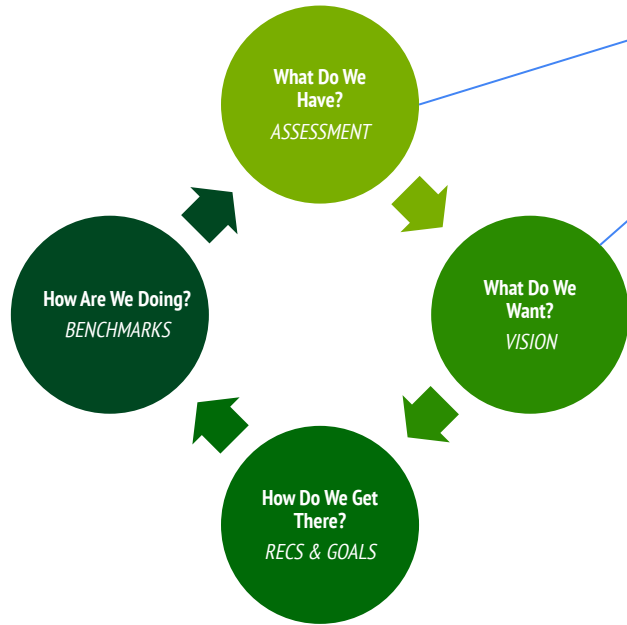 What Do We
Have?
ASSESSMENT
What Do We
Want?
VISION
How Do We Get
There?
RECS & GOALS
How Are We Doing?
BENCHMARKS